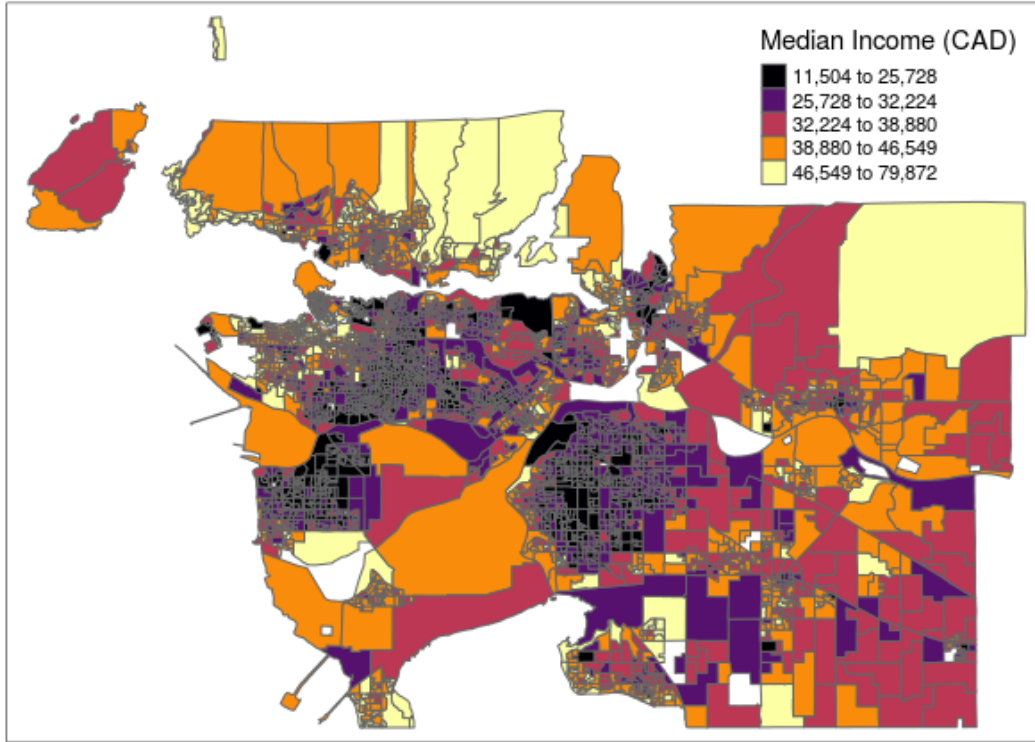 Median Income (CAD)
11,504 to 25,728
25,728 to 32,224
32,224 to 38,880
38,880 to 46,549
46,549 to 79,872